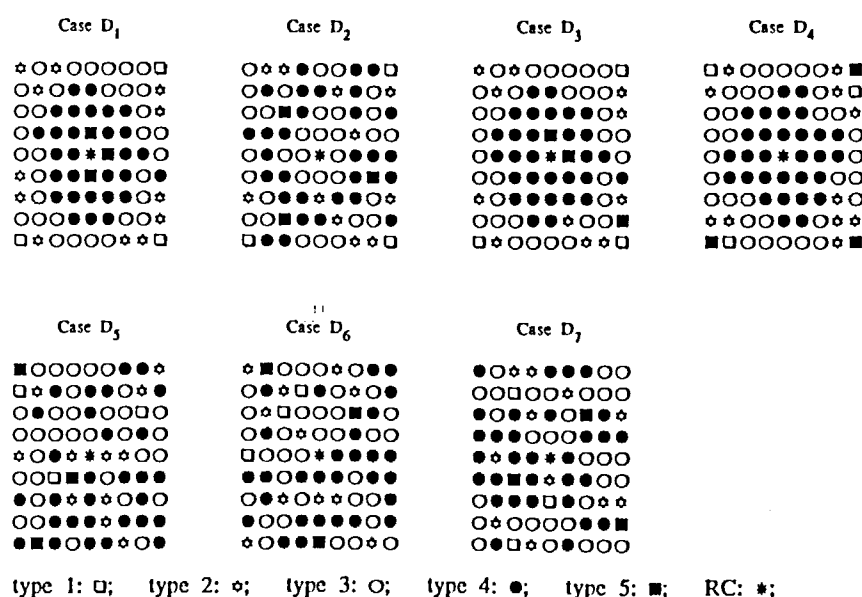 Case D₁ Case D₂ Case D₃ Case D₄
Case D₅ Case D₆ Case D₇
type 1: □; type 2: ✡; type 3: ○; type 4: ●; type 5: ■; RC: ✷;